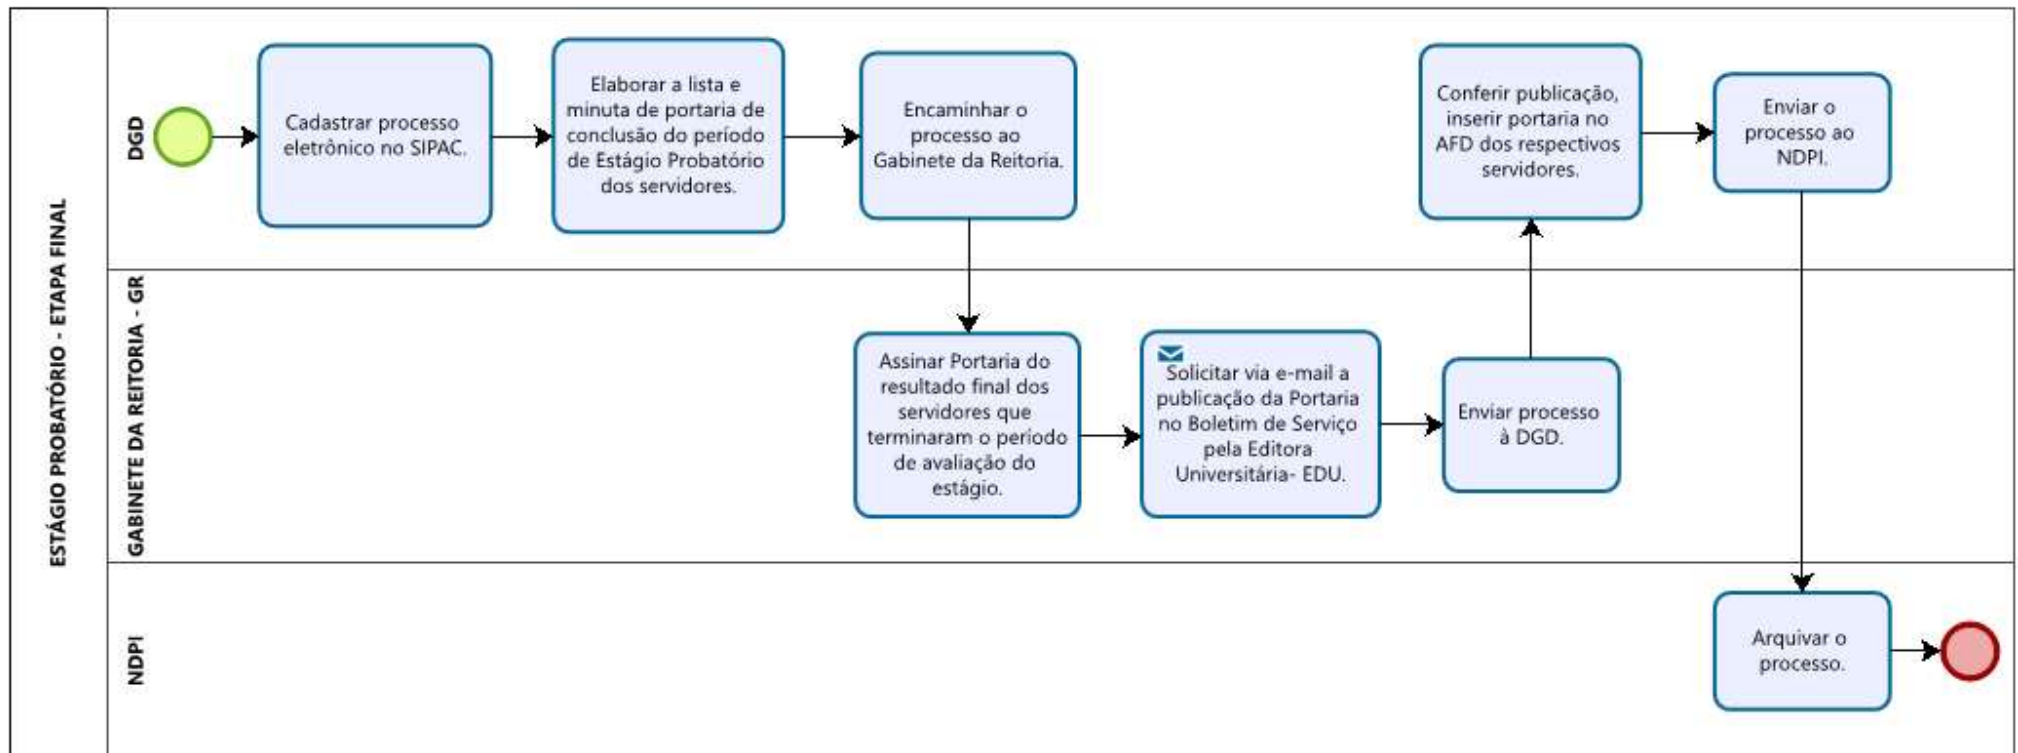 ESTÁGIO PROBATÓRIO - ETAPA FINAL
DGD
Cadastrar processo
eletrônico no SIPAC.
Elaborar a lista e
minuta de portaria de
conclusão do período
de Estágio Probatório
dos servidores.
Encaminhar o
processo ao
Gabinete da Reitoria.
Conferir publicação,
inserir portaria no
AFD dos respectivos
servidores.
Enviar o
processo ao
NDPI.
GABINETE DA REITORIA - GR
Assinar Portaria do
resultado final dos
servidores que
terminaram o período
de avaliação do
estágio.
Solicitar via e-mail a
publicação da Portaria
no Boletim de Serviço
pela Editora
Universitária- EDU.
Enviar processo
à DGD.
NDPI
Arquivar o
processo.